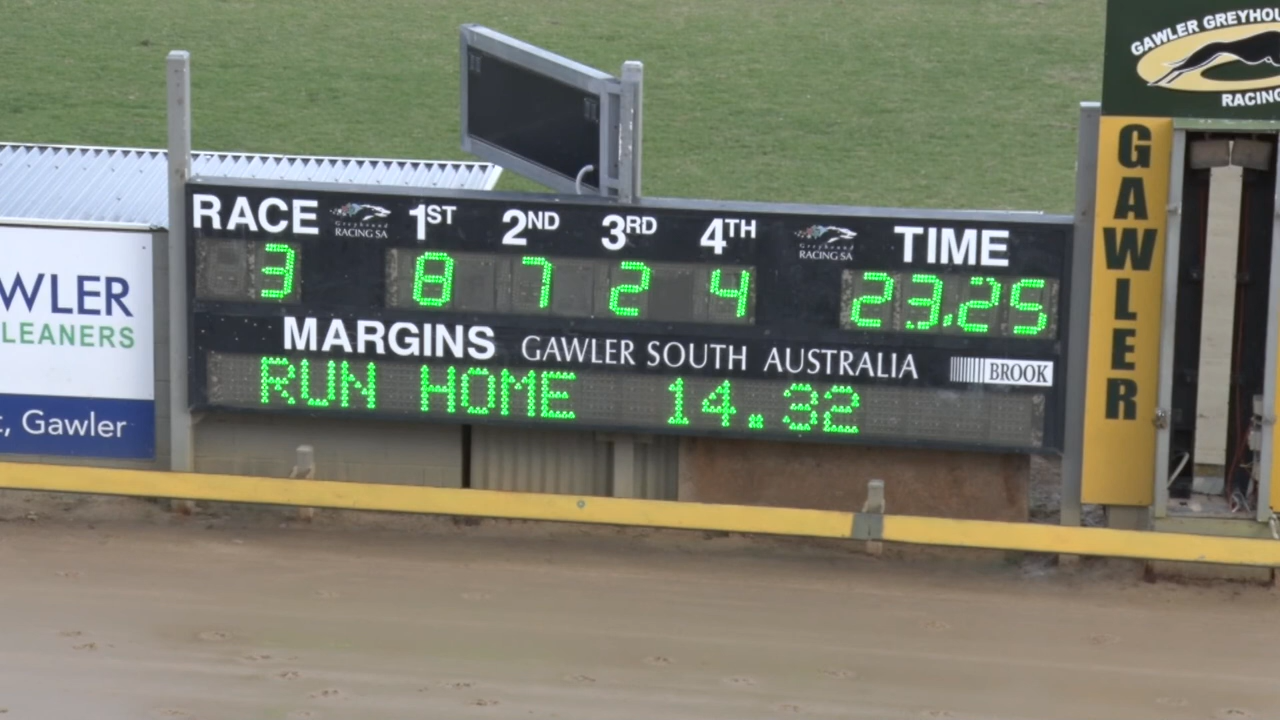 GAWLER GREYHOU
RACING
GAWLER
RACE 1ST 2ND 3RD 4TH TIME
Greyhound RACING SA
Greyhound RACING SA
3 8 7 2 4 23.25
MARGINS GAWLER SOUTH AUSTRALIA BROOK
RUN HOME 14.32
WLER
LEANERS
t, Gawler